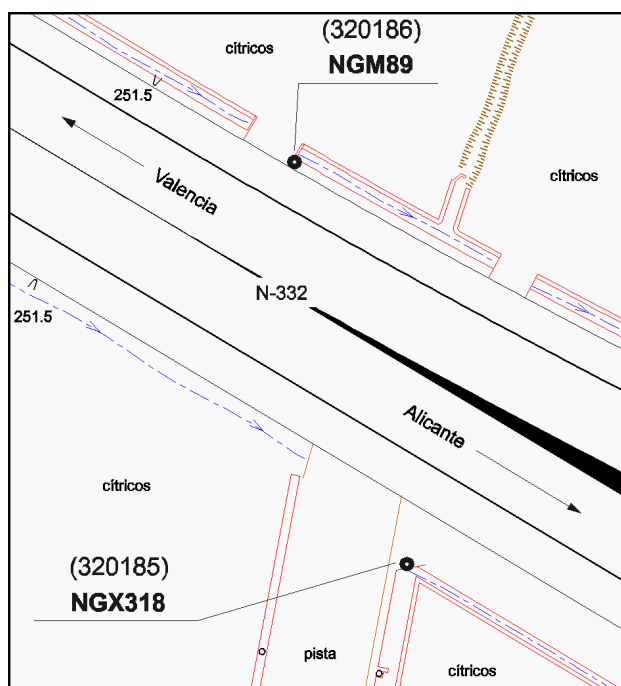 (320186)
NGM89
cítricos
251.5
cítricos
Valencia
N-332
251.5
Alicante
cítricos
(320185)
NGX318
pista
cítricos